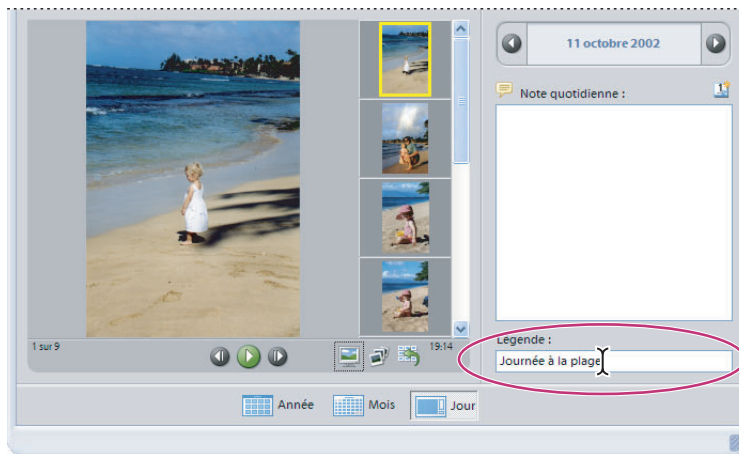 11 octobre 2002
Note quotidienne :
1 sur 9
19:14
Légende :
Journée à la plage
Année
Mois
Jour